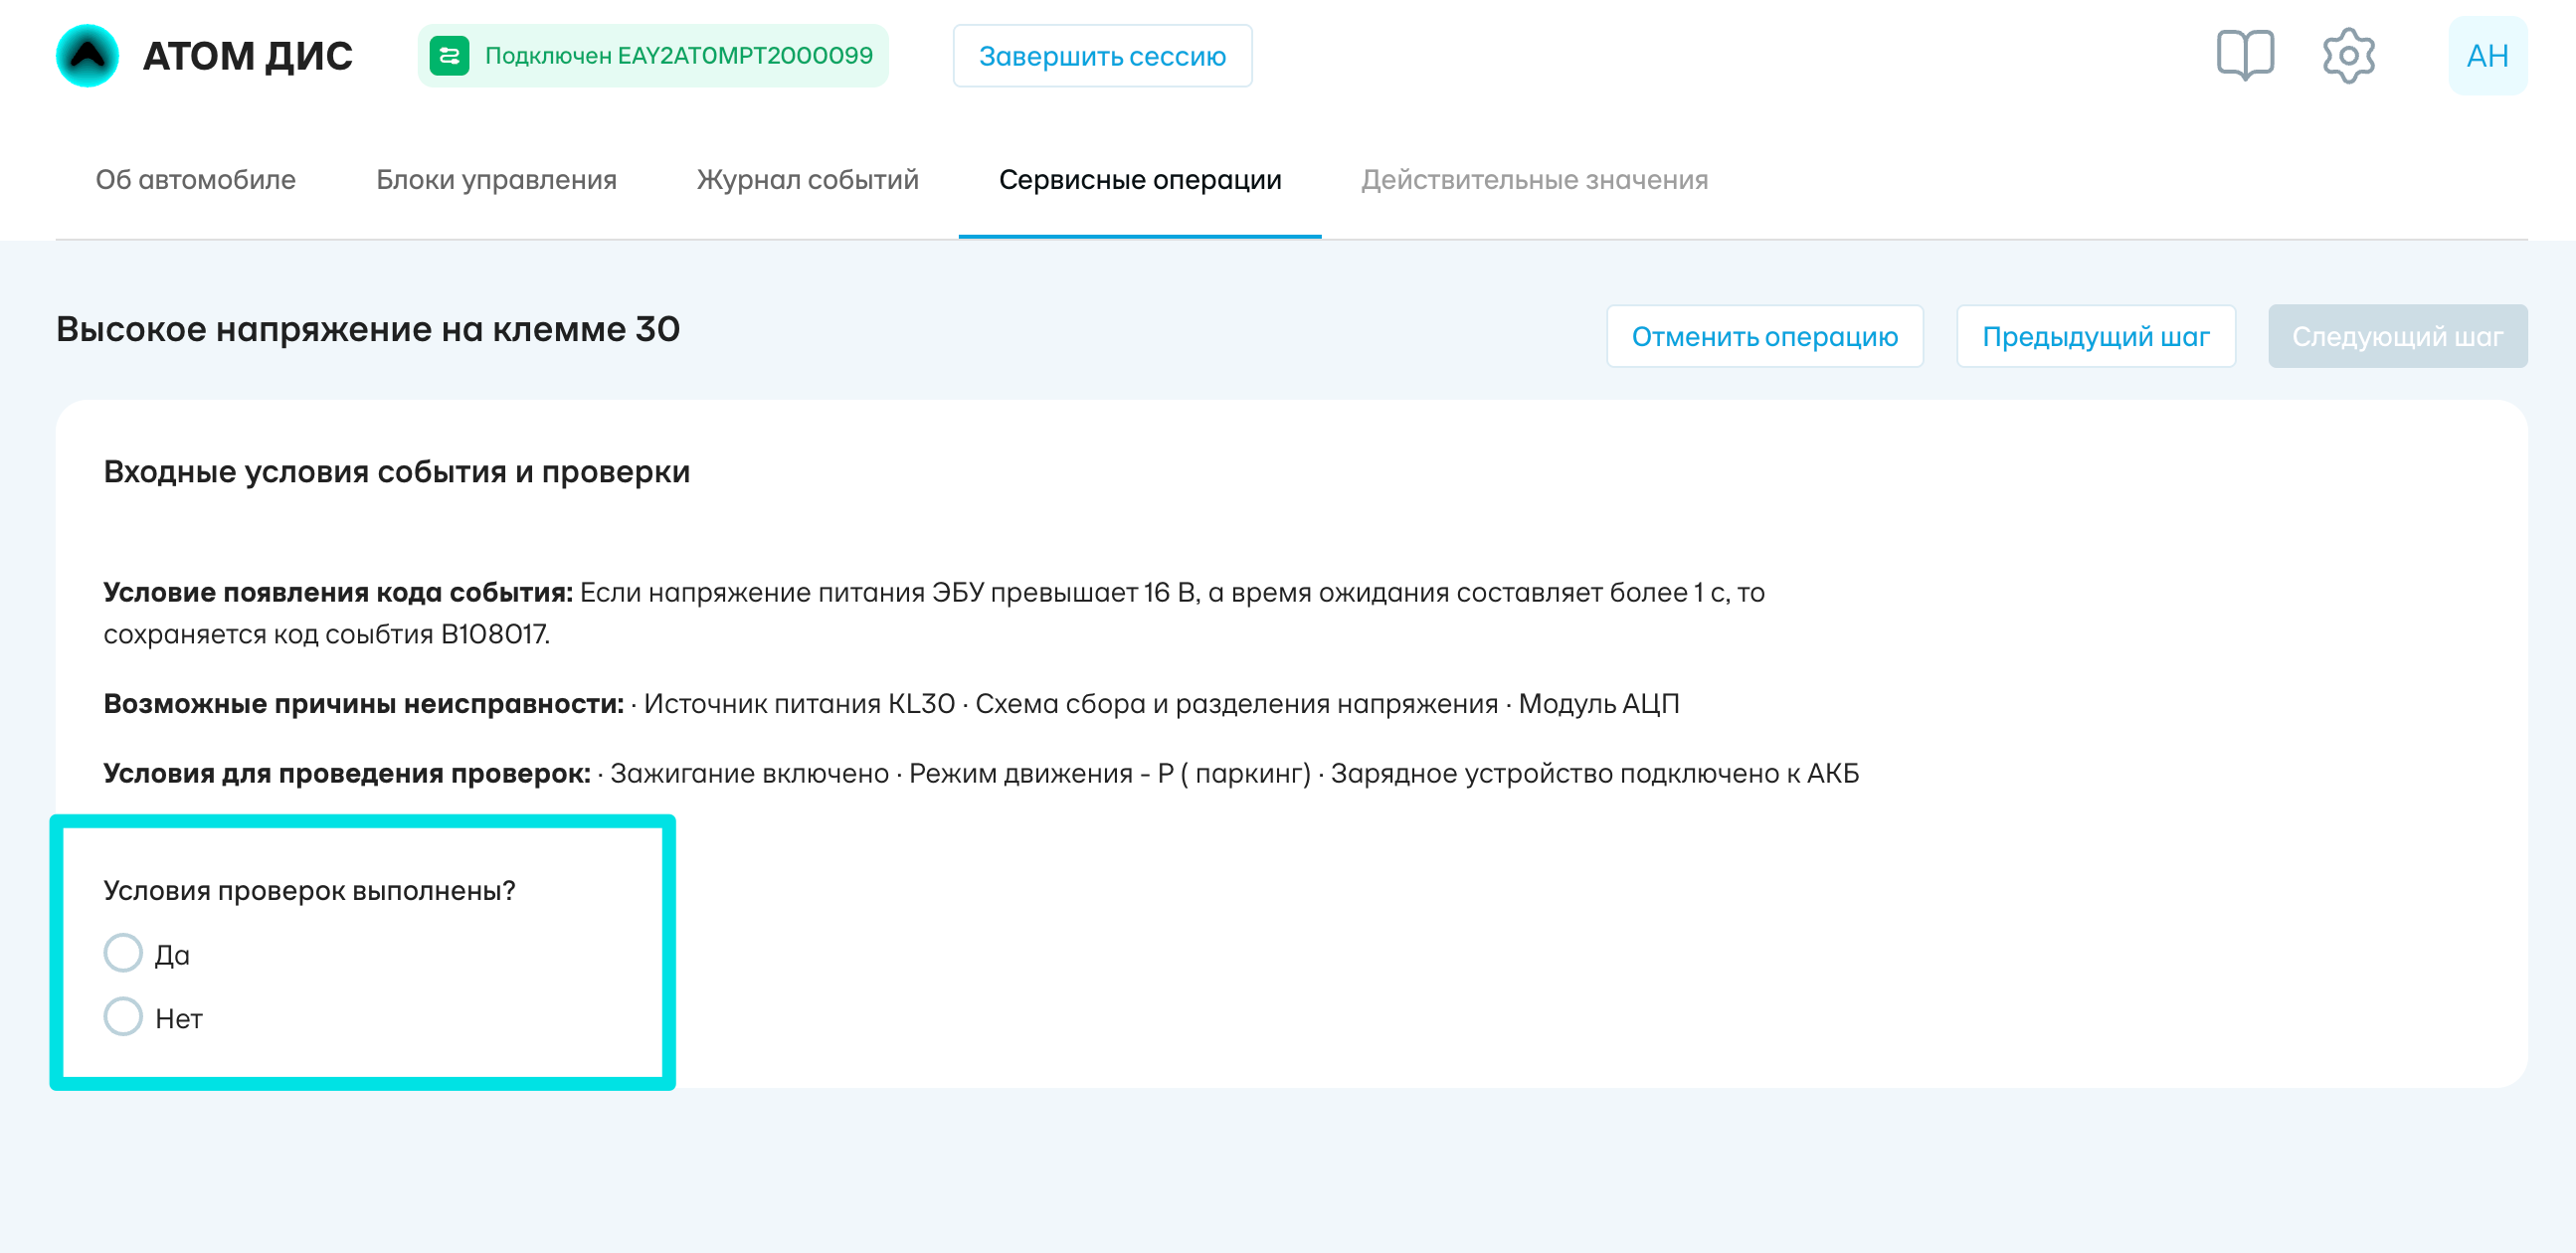 АТОМ ДИС
Подключен EAY2AT0MPT2000099
Завершить сессию
АН
Об автомобиле
Блоки управления
Журнал событий
Сервисные операции
Действительные значения
Высокое напряжение на клемме 30
Отменить операцию
Предыдущий шаг
Следующий шаг
Входные условия события и проверки
Условие появления кода события: Если напряжение питания ЭБУ превышает 16 В, а время ожидания составляет более 1 с, то
сохраняется код соыбтия B108017.
Возможные причины неисправности: · Источник питания KL30 · Схема сбора и разделения напряжения · Модуль АЦП
Условия для проведения проверок: · Зажигание включено · Режим движения - P ( паркинг) · Зарядное устройство подключено к АКБ
Условия проверок выполнены?
Да
Нет